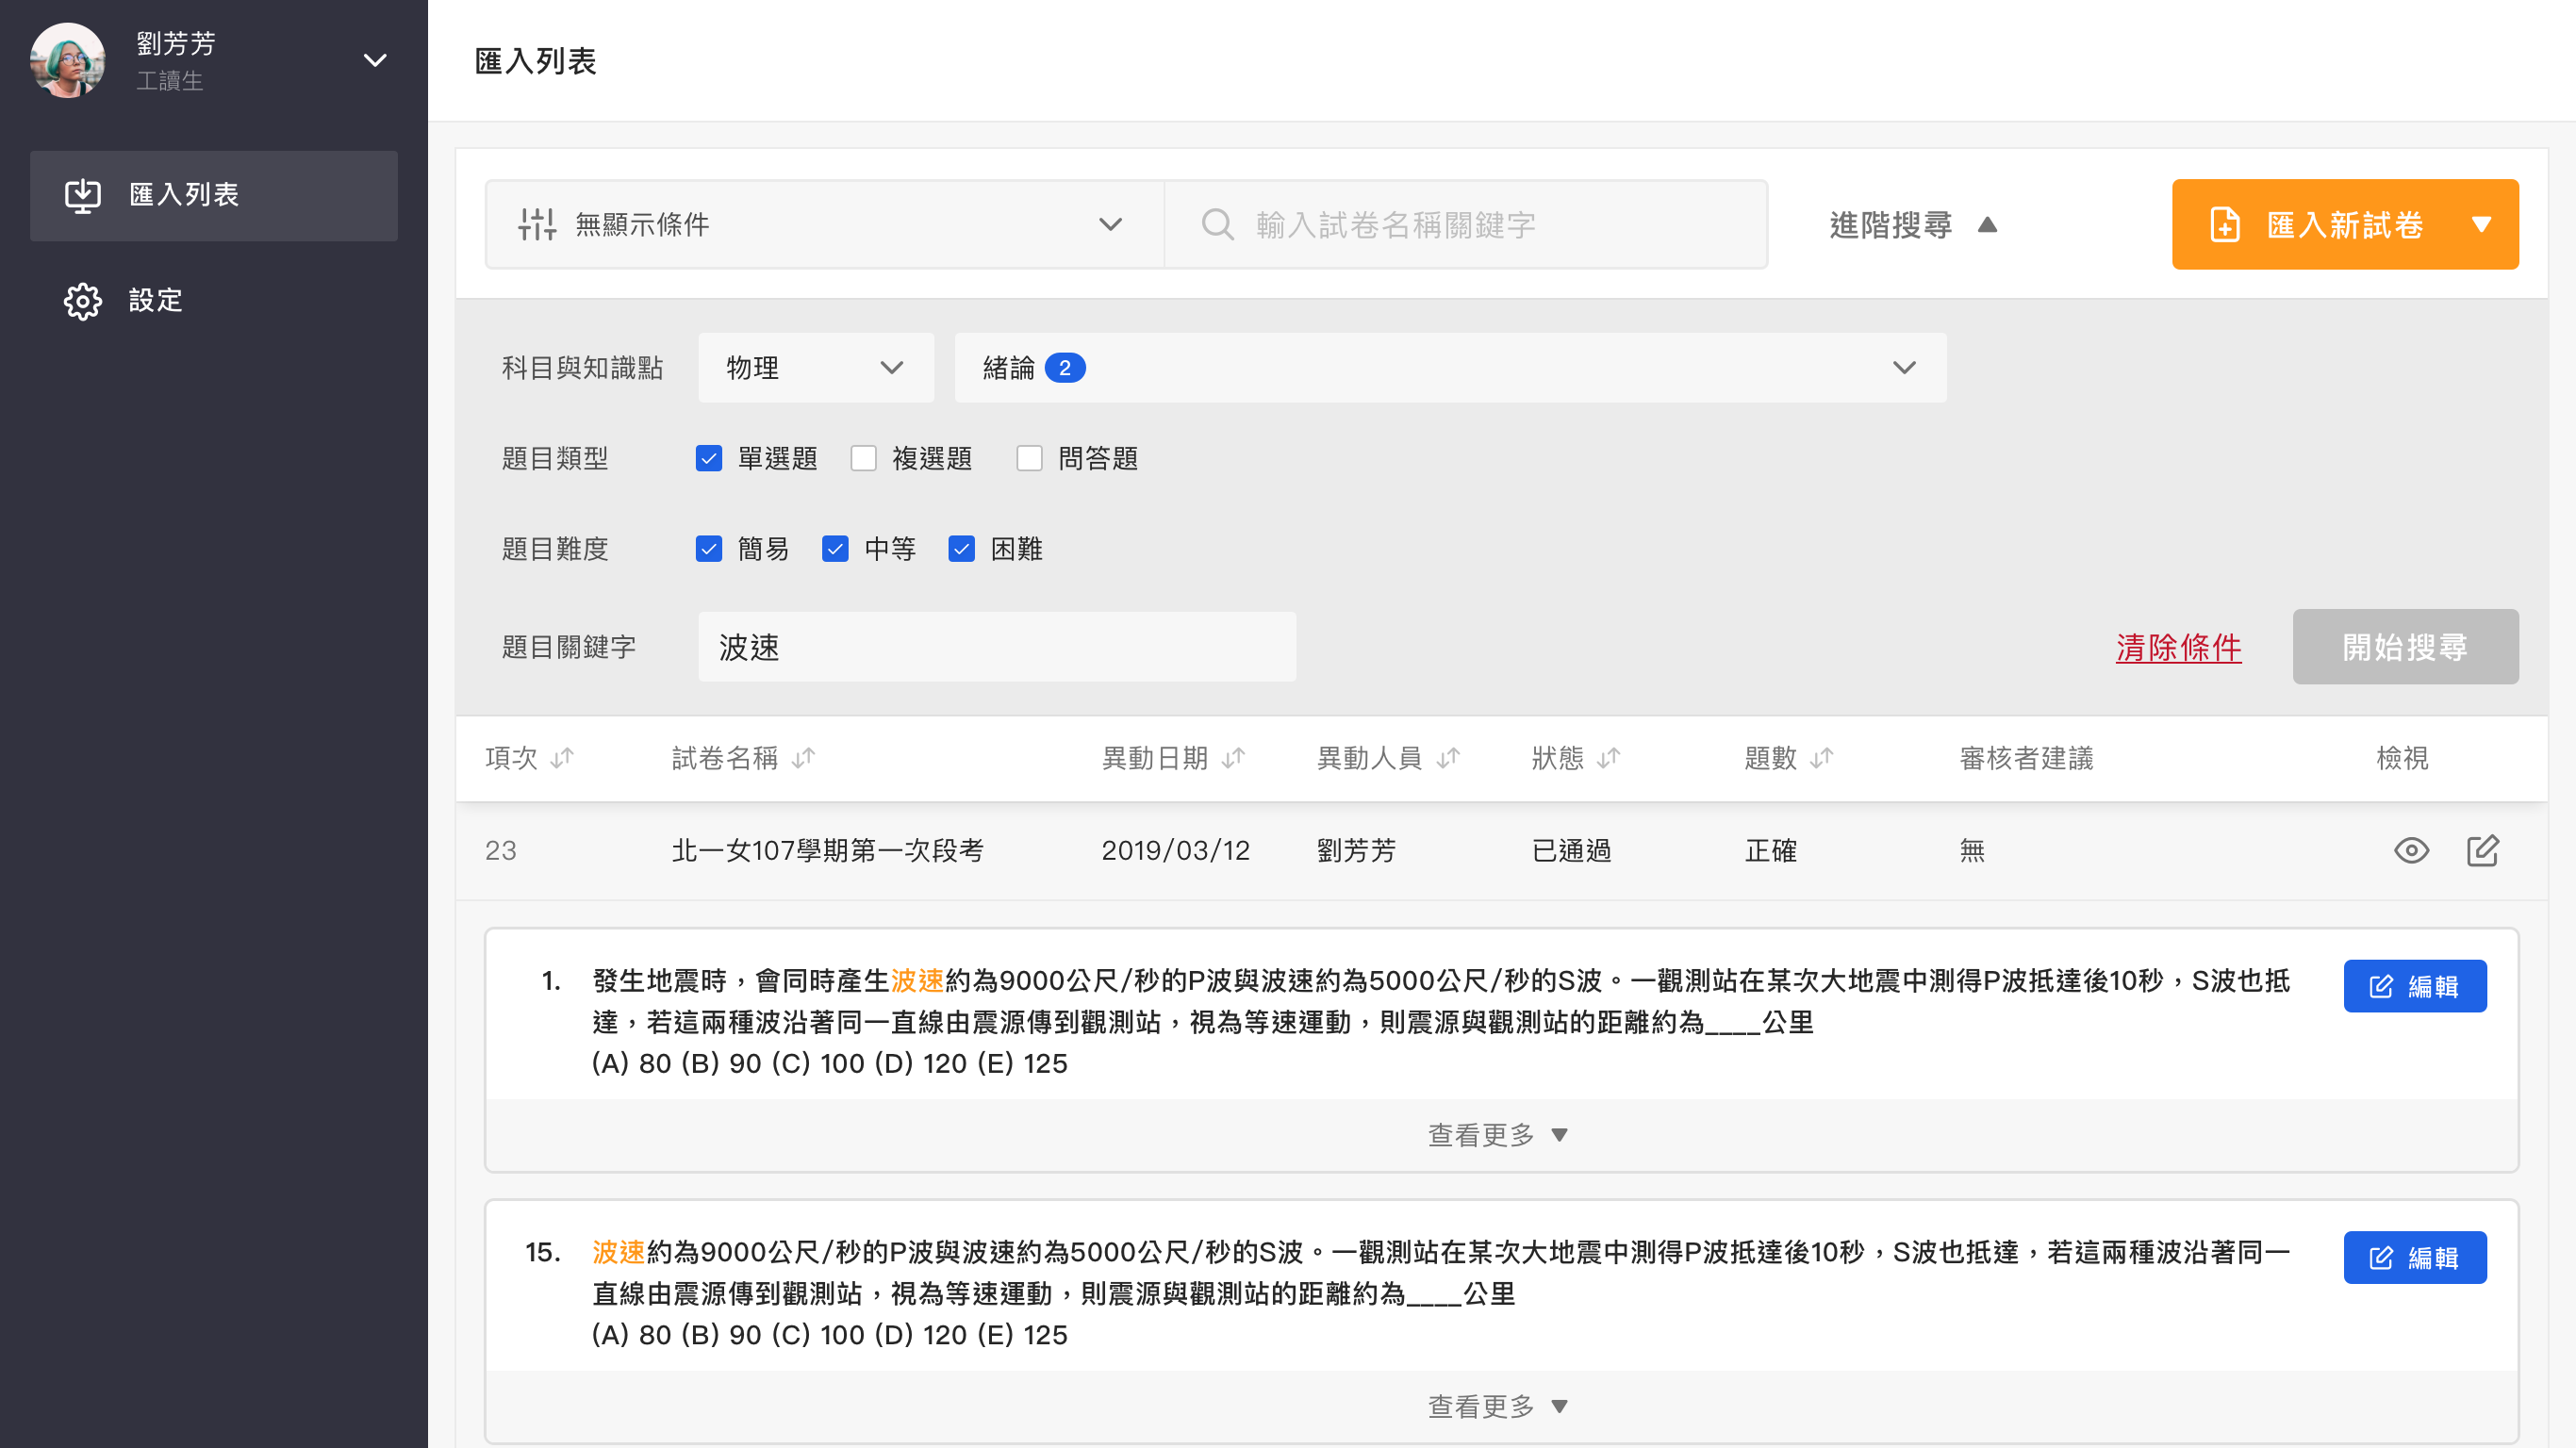 劉芳芳
工讀生
匯入列表
設定
匯入列表
無顯示條件
輸入試卷名稱關鍵字
進階搜尋
匯入新試卷
科目與知識點
物理
緒論 2
題目類型
單選題 複選題 問答題
題目難度
簡易 中等 困難
題目關鍵字
波速
清除條件
開始搜尋
項次 試卷名稱 異動日期 異動人員 狀態 題數 審核者建議 檢視
23 北一女107學期第一次段考 2019/03/12 劉芳芳 已通過 正確 無
1. 發生地震時，會同時產生波速約為9000公尺/秒的P波與波速約為5000公尺/秒的S波。一觀測站在某次大地震中測得P波抵達後10秒，S波也抵
達，若這兩種波沿著同一直線由震源傳到觀測站，視為等速運動，則震源與觀測站的距離約為____公里
(A) 80 (B) 90 (C) 100 (D) 120 (E) 125
編輯
查看更多
15. 波速約為9000公尺/秒的P波與波速約為5000公尺/秒的S波。一觀測站在某次大地震中測得P波抵達後10秒，S波也抵達，若這兩種波沿著同一
直線由震源傳到觀測站，視為等速運動，則震源與觀測站的距離約為____公里
(A) 80 (B) 90 (C) 100 (D) 120 (E) 125
編輯
查看更多